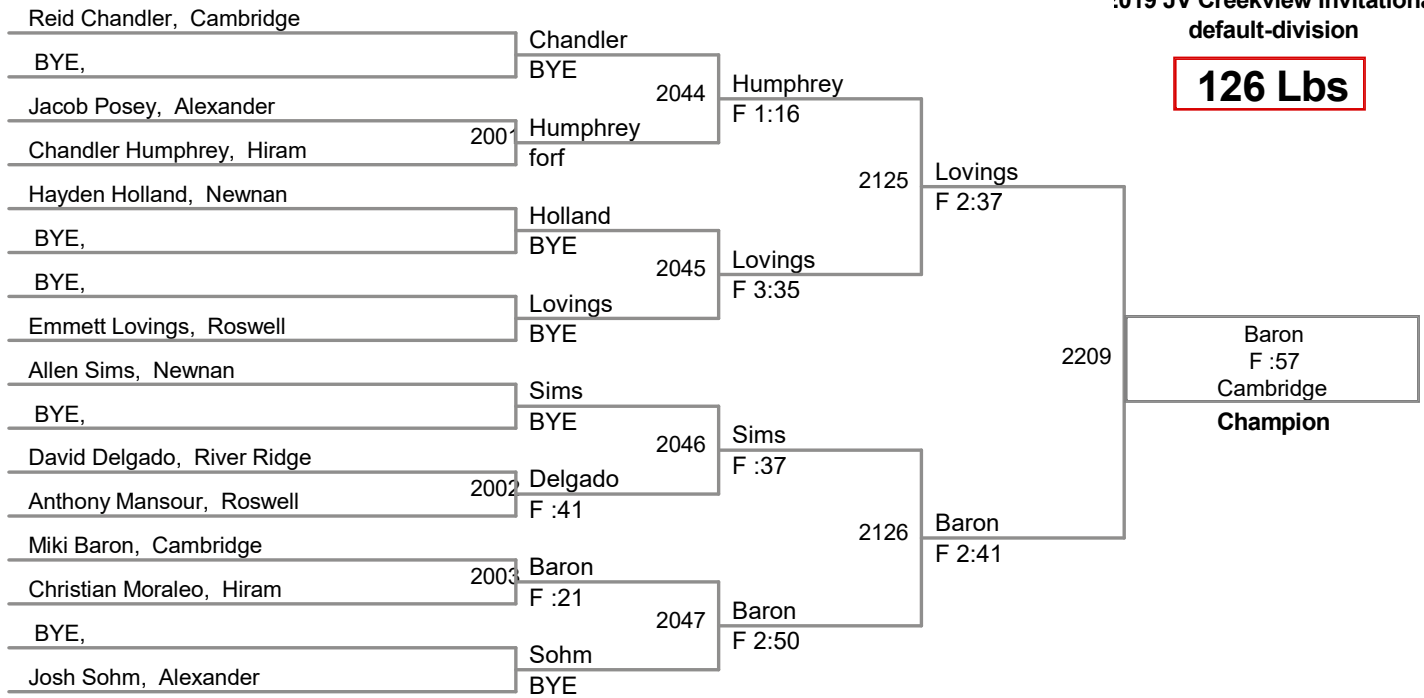 :019 JV Creekview Invitationa
default-division
126 Lbs
Reid Chandler, Cambridge
BYE,
Jacob Posey, Alexander
Chandler Humphrey, Hiram
Hayden Holland, Newnan
BYE,
BYE,
Emmett Lovings, Roswell
Allen Sims, Newnan
BYE,
David Delgado, River Ridge
Anthony Mansour, Roswell
Miki Baron, Cambridge
Christian Moraleo, Hiram
BYE,
Josh Sohm, Alexander
2001
2002
2003
Chandler
BYE
Humphrey
forf
Holland
BYE
Lovings
BYE
Sims
BYE
Delgado
F :41
Baron
F :21
Sohm
BYE
2044
2045
2046
2047
Humphrey
F 1:16
Lovings
F 3:35
Sims
F :37
Baron
F 2:50
2125
2126
Lovings
F 2:37
Baron
F 2:41
2209
Baron
F :57
Cambridge
Champion